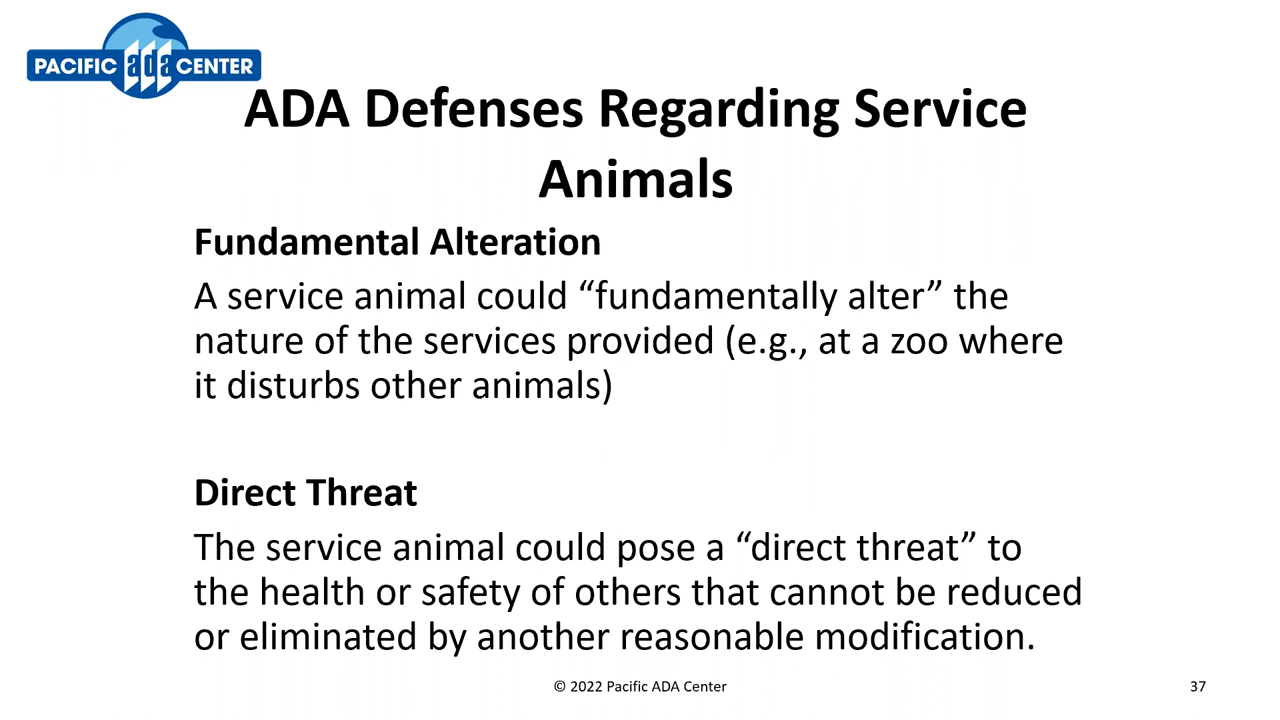 PACIFIC ada CENTER
ADA Defenses Regarding Service
Animals
Fundamental Alteration
A service animal could “fundamentally alter” the
nature of the services provided (e.g., at a zoo where
it disturbs other animals)
Direct Threat
The service animal could pose a “direct threat” to
the health or safety of others that cannot be reduced
or eliminated by another reasonable modification.
© 2022 Pacific ADA Center
37